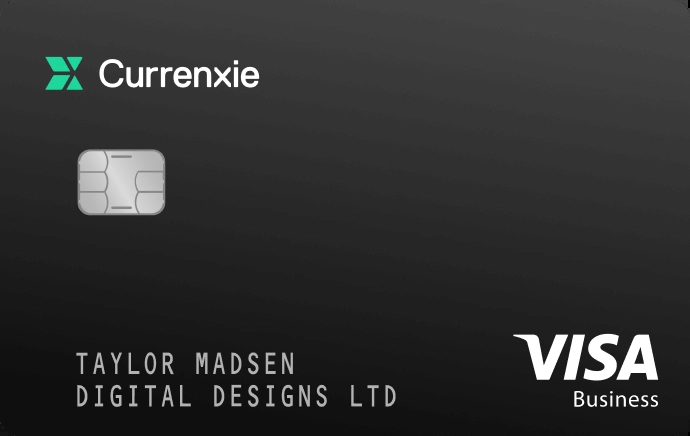 Currenxie
TAYLOR MADSEN
DIGITAL DESIGNS LTD
VISA
Business